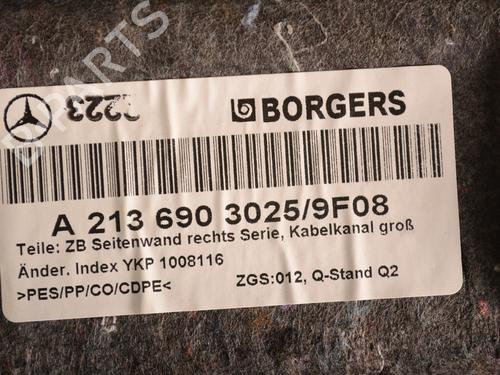 BORGERS
A 213 690 3025/9F08
Teile: ZB Seitenwand rechts Serie, Kabelkanal groß
Änder. Index YKP 1008116
>PES/PP/CO/CDPE<
ZGS:012, Q-Stand Q2